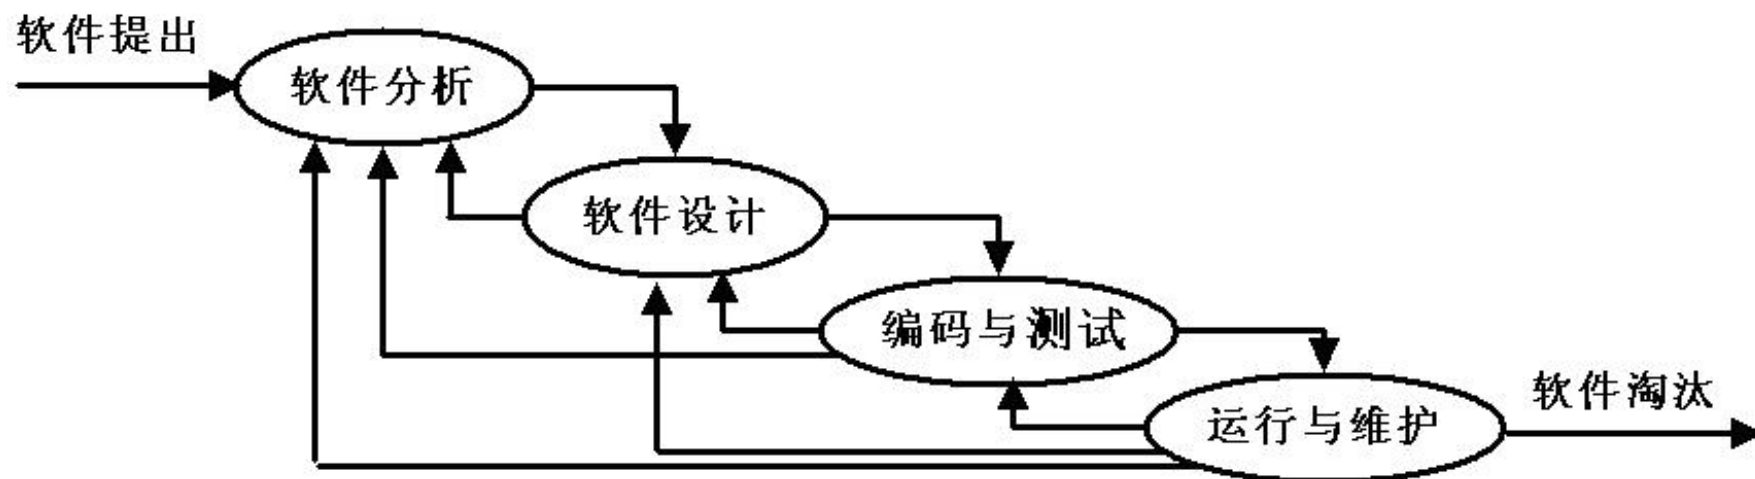 软件提出
软件分析
软件设计
编码与测试
运行与维护
软件淘汰